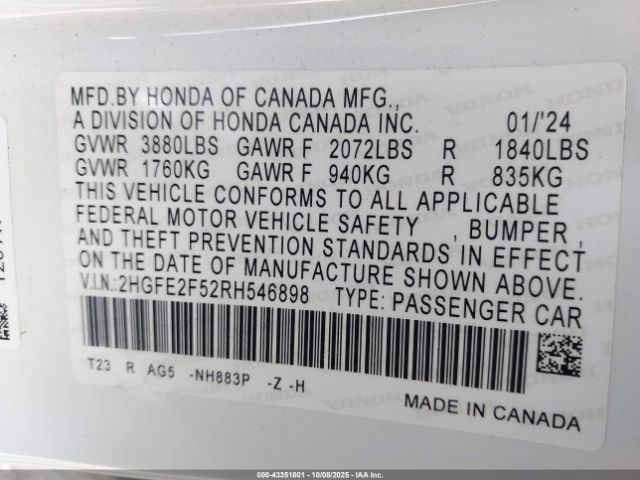 MFD.BY HONDA OF CANADA MFG.,
A DIVISION OF HONDA CANADA INC. 01/'24
GVWR 3880LBS GAWR F 2072LBS R 1840LBS
GVWR 1760KG GAWR F 940KG R 835KG
THIS VEHICLE CONFORMS TO ALL APPLICABLE
FEDERAL MOTOR VEHICLE SAFETY , BUMPER ,
AND THEFT PREVENTION STANDARDS IN EFFECT
ON THE DATE OF MANUFACTURE SHOWN ABOVE.
V.I.N.:2HGFE2F52RH546898 TYPE: PASSENGER CAR
T23 R AG5 -NH883P -Z -H
MADE IN CANADA
000-43351801 - 10/08/2025 - IAA Inc.